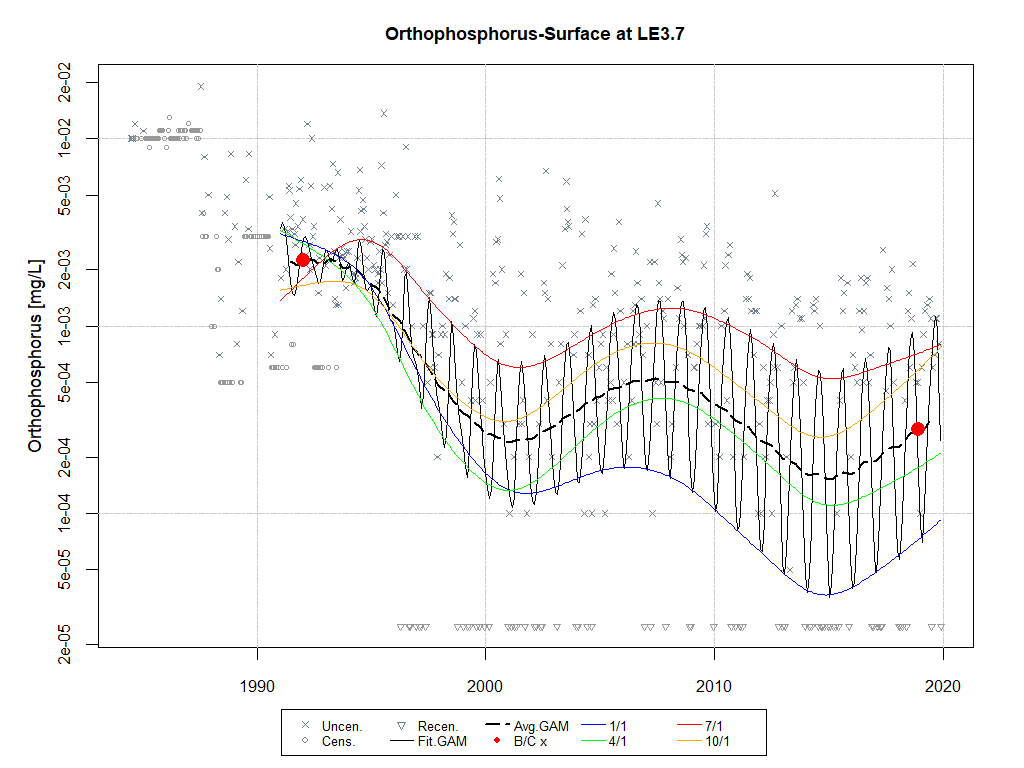 Orthophosphorus-Surface at LE3.7
Orthophosphorus [mg/L]
2e-02
1e-02
5e-03
2e-03
1e-03
5e-04
2e-04
1e-04
5e-05
2e-05
1990 2000 2010 2020
Uncen. Recen. Avg.GAM 1/1 7/1
Cens. Fit.GAM B/C x 4/1 10/1